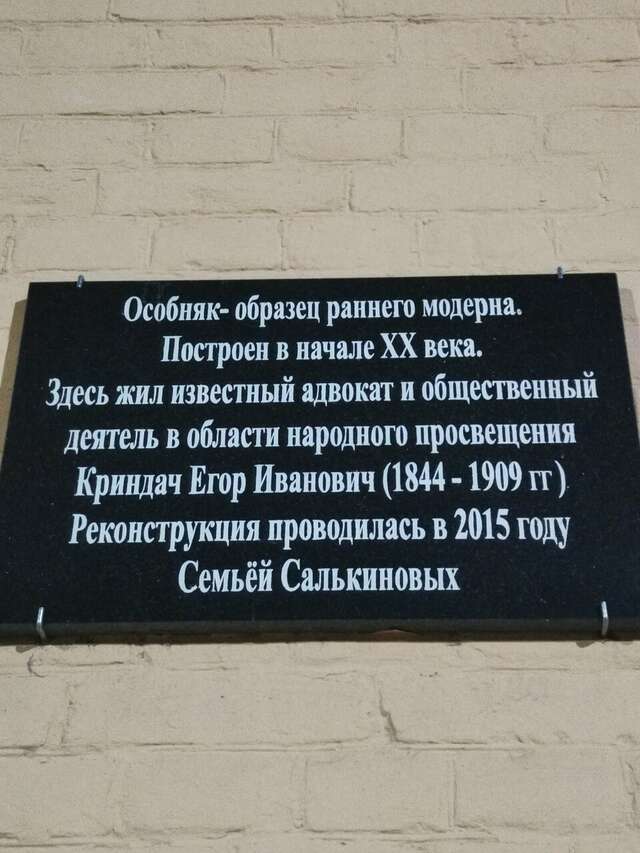 Особняк- образец раннего модерна.
Построен в начале XX века.
Здесь жил известный адвокат и общественный
деятель в области народного просвещения
Криндач Егор Иванович (1844 - 1909 гг )
Реконструкция проводилась в 2015 году
Семьёй Салькиновых